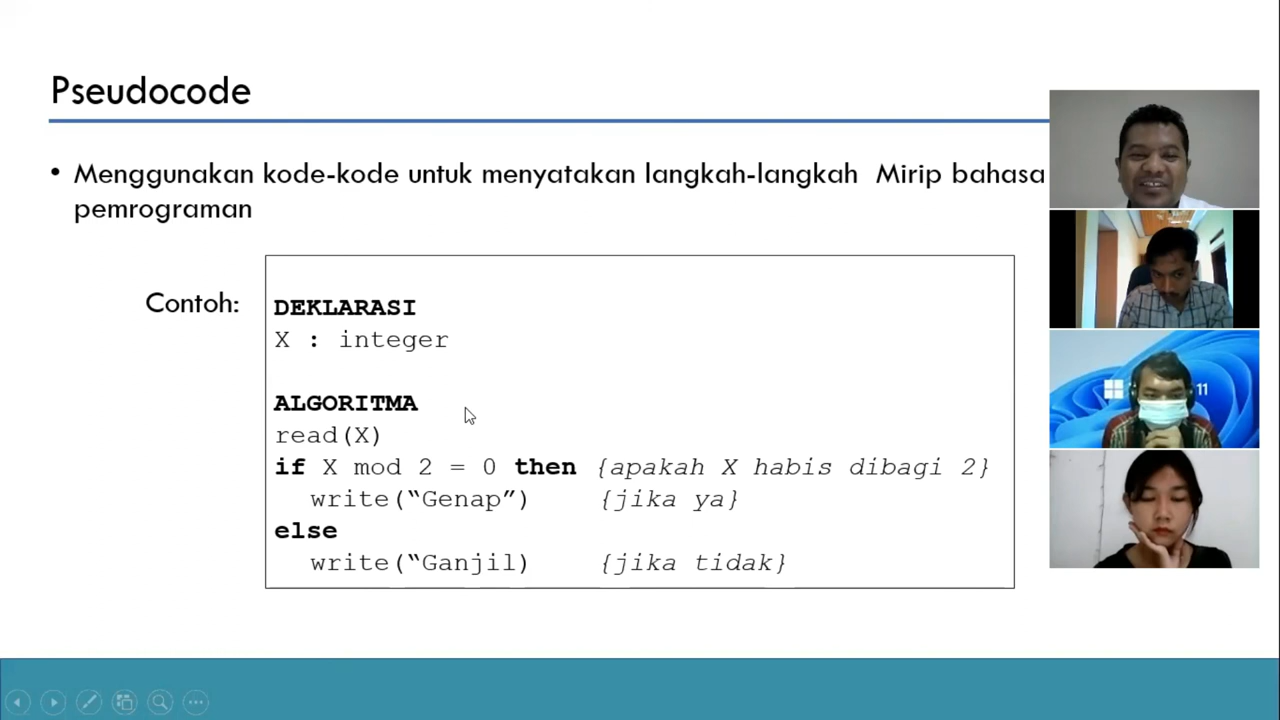 Pseudocode
• Menggunakan kode-kode untuk menyatakan langkah-langkah Mirip bahasa
pemrograman
Contoh:
DEKLARASI
X : integer
ALGORITMA
read(X)
if X mod 2 = 0 then {apakah X habis dibagi 2}
write(“Genap”) {jika ya}
else
write(“Ganjil) {jika tidak}
11